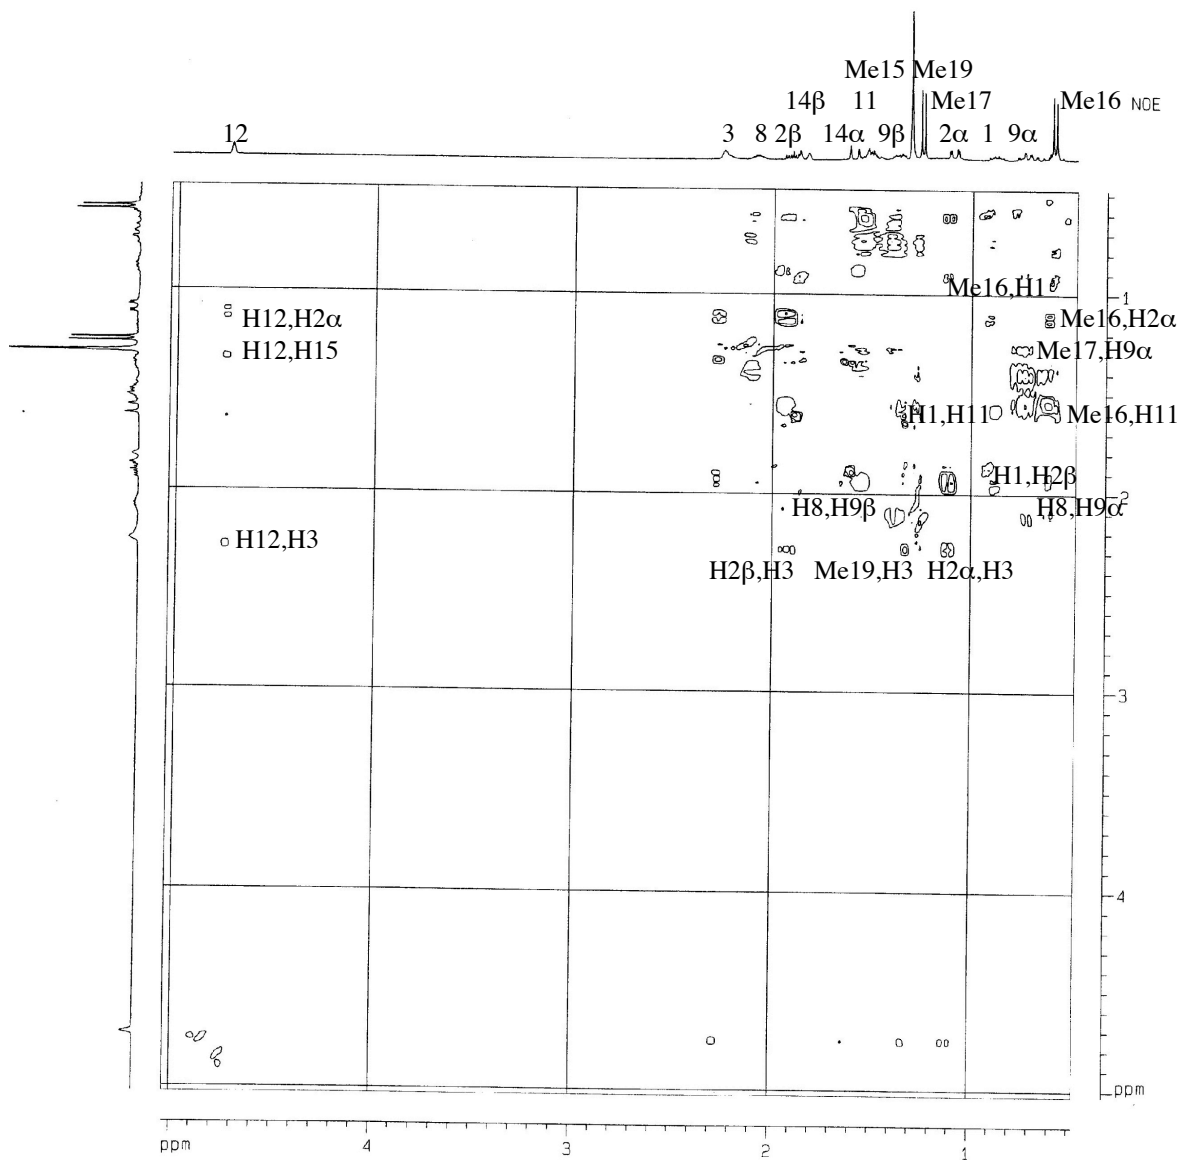 Me15 Me19
14β 11 Me17 Me16 NOE
12 3 8 2β 14α 9β 2α 1 9α
Me16,H1 1
H12,H2α Me16,H2α
H12,H15 Me17,H9α
H1,H11 Me16,H11
H1,H2β
2
H8,H9β H8,H9α
H12,H3
H2β,H3 Me19,H3 H2α,H3
3
4
ppm
ppm 4 3 2 1